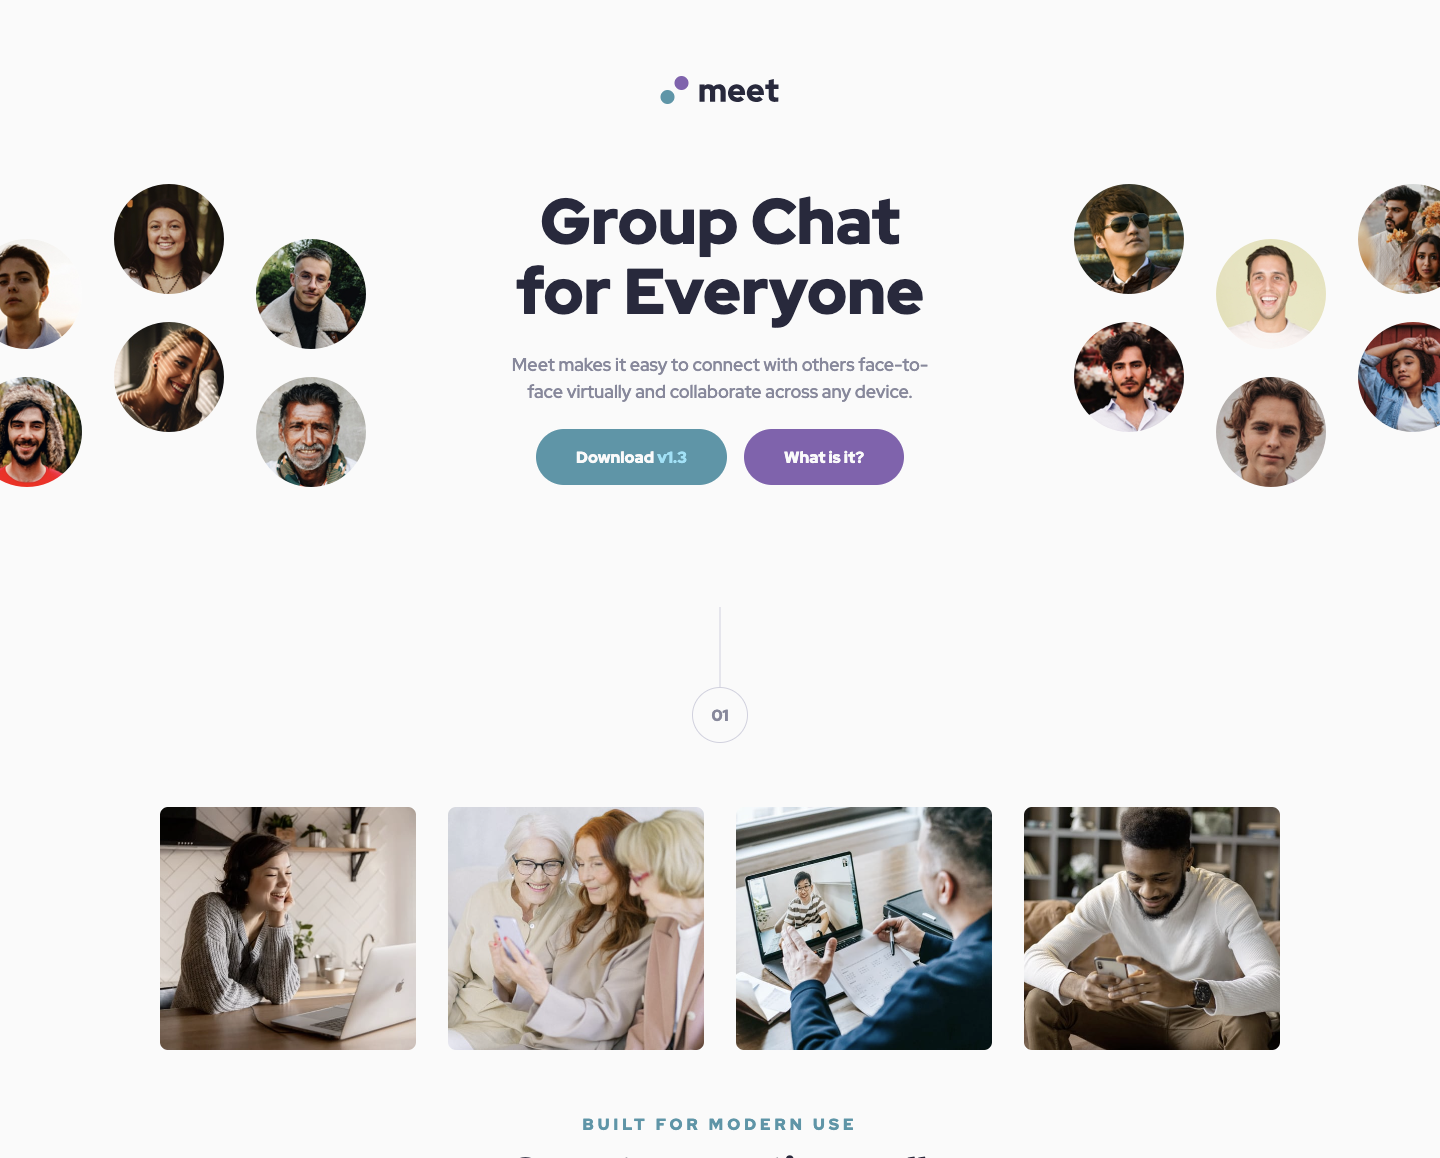 meet
Group Chat
for Everyone
Meet makes it easy to connect with others face-to-
face virtually and collaborate across any device.
Download v1.3
What is it?
01
BUILT FOR MODERN USE